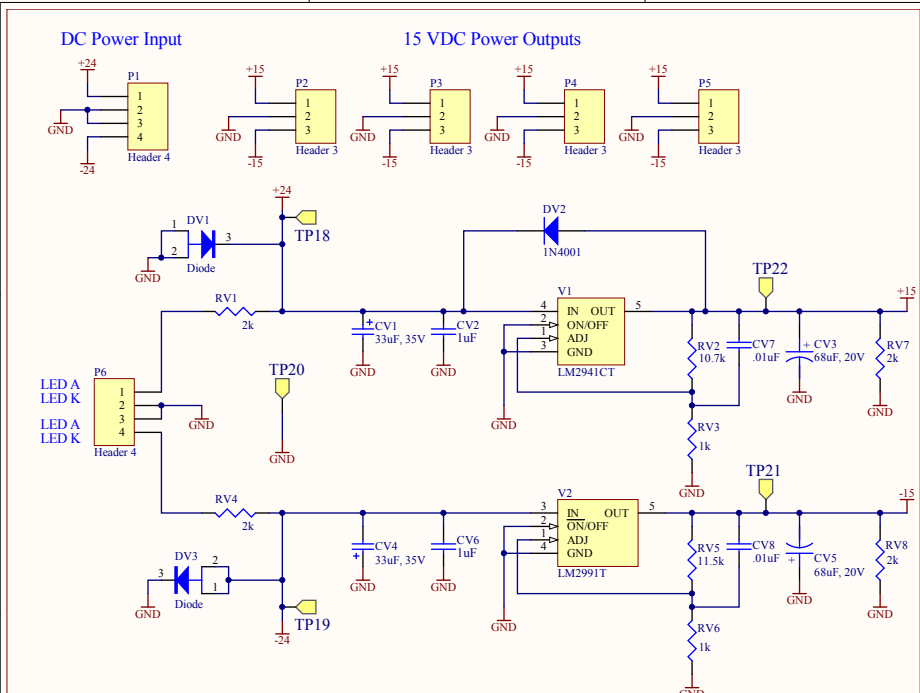 DC Power Input
15 VDC Power Outputs
+24
P1
1
2
3
4
GND
-24
Header 4
+15
P2
1
2
3
GND
-15
Header 3
+15
P3
1
2
3
GND
-15
Header 3
+15
P4
1
2
3
GND
-15
Header 3
+15
P5
1
2
3
GND
-15
Header 3
+24
TP18
DV1
1
2
3
Diode
GND
DV2
1N4001
RV1
2k
CV1
33uF, 35V
GND
CV2
1uF
GND
V1
4
2
1
3
IN
OUT
ON/OFF
ADJ
GND
5
LM2941CT
GND
TP22
+15
RV2
10.7k
CV7
.01uF
CV3
68uF, 20V
GND
RV7
2k
GND
RV3
1k
GND
TP20
GND
LED A
LED K
LED A
LED K
P6
1
2
3
4
Header 4
GND
RV4
2k
CV4
33uF, 35V
GND
CV6
1uF
GND
V2
3
2
1
4
IN
OUT
ON/OFF
ADJ
GND
5
LM2991T
GND
TP21
-15
RV5
11.5k
CV8
.01uF
CV5
68uF, 20V
GND
RV8
2k
GND
RV6
1k
GND
DV3
3
2
1
Diode
GND
TP19
-24